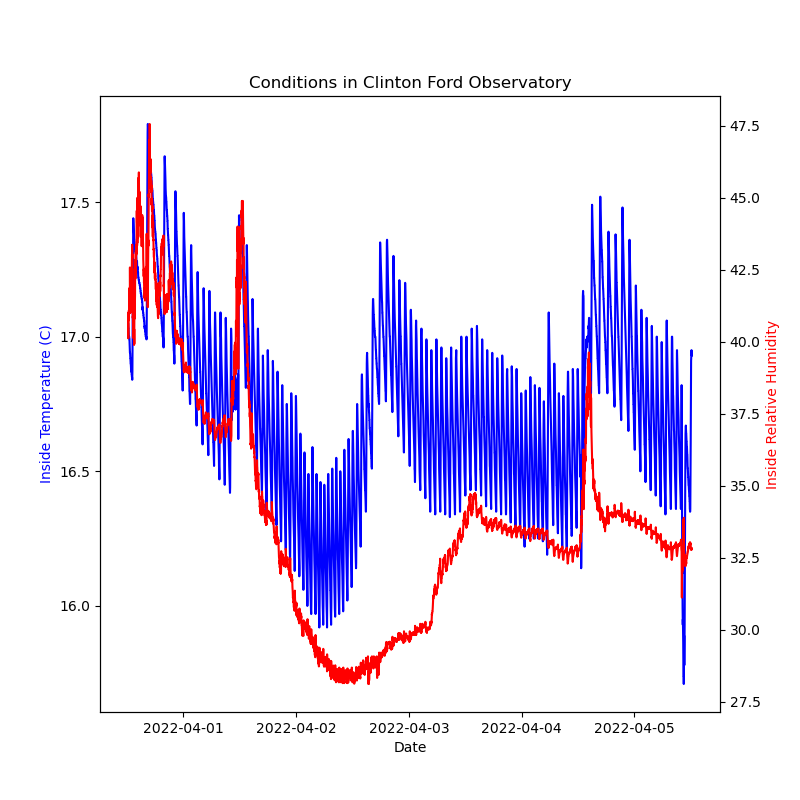 Conditions in Clinton Ford Observatory
Inside Temperature (C)
17.5
17.0
16.5
16.0
47.5
45.0
42.5
40.0
37.5
35.0
32.5
30.0
27.5
Inside Relative Humidity
2022-04-01 2022-04-02 2022-04-03 2022-04-04 2022-04-05
Date